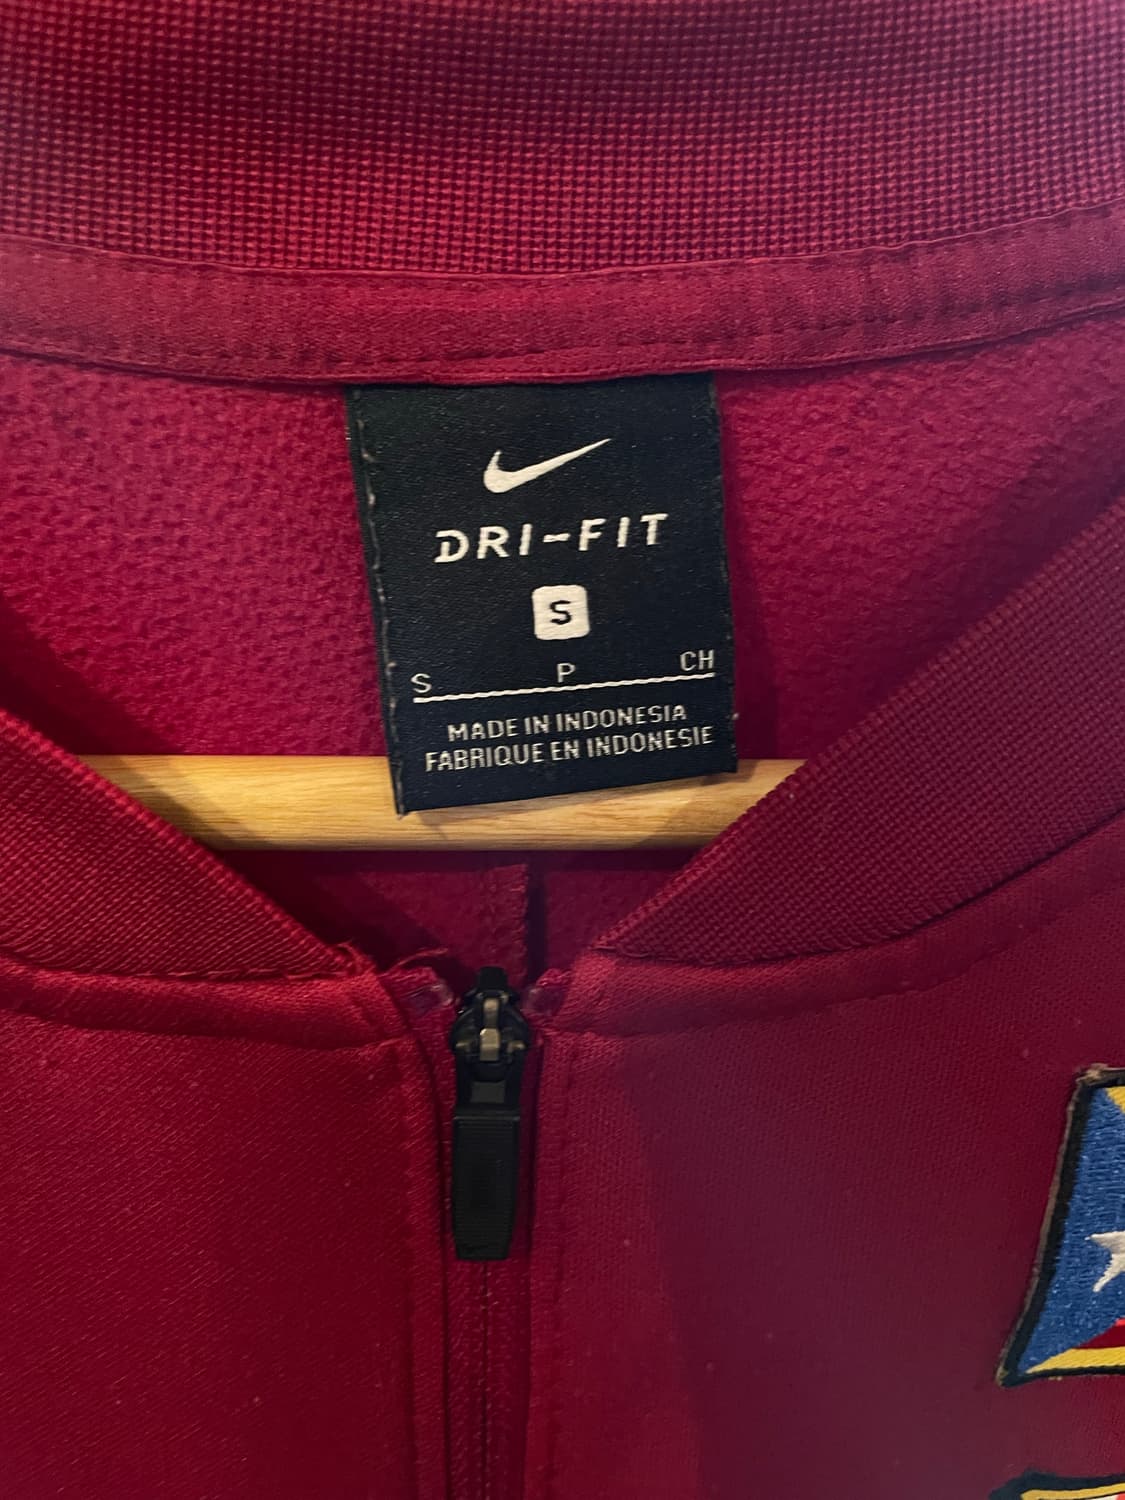 DRI-FIT
S
S P CH
MADE IN INDONESIA
FABRIQUE EN INDONESIE